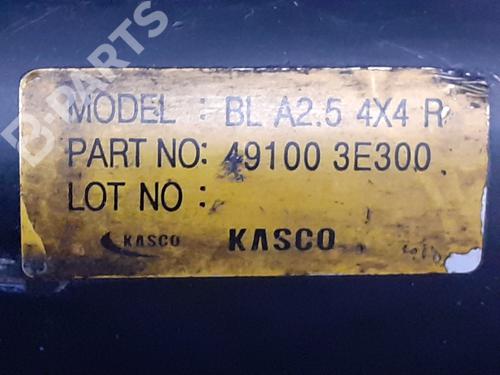 B-PARTS
MODEL : BL A2.5 4X4 R
PART NO: 49100 3E300
LOT NO :
KASCO KASCO